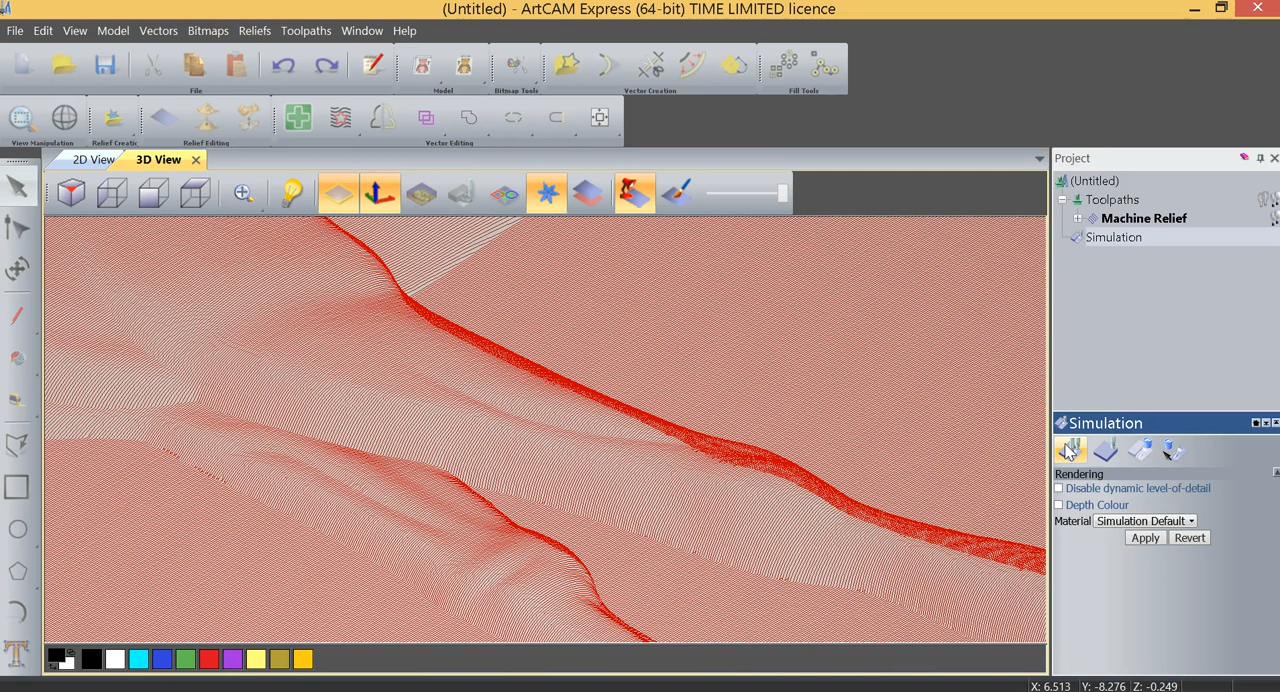 (Untitled) - ArtCAM Express (64-bit) TIME LIMITED licence
File Edit View Model Vectors Bitmaps Reliefs Toolpaths Window Help
File Model Bitmap Tools Vector Creation Fill Tools
View Manipulation Relief Creatic Relief Editing Vector Editing
2D View 3D View
Project
(Untitled)
Toolpaths
Machine Relief
Simulation
Simulation
Rendering
Disable dynamic level-of-detail
Depth Colour
Material Simulation Default
Apply Revert
X: 6.513 Y: -8.276 Z: -0.249